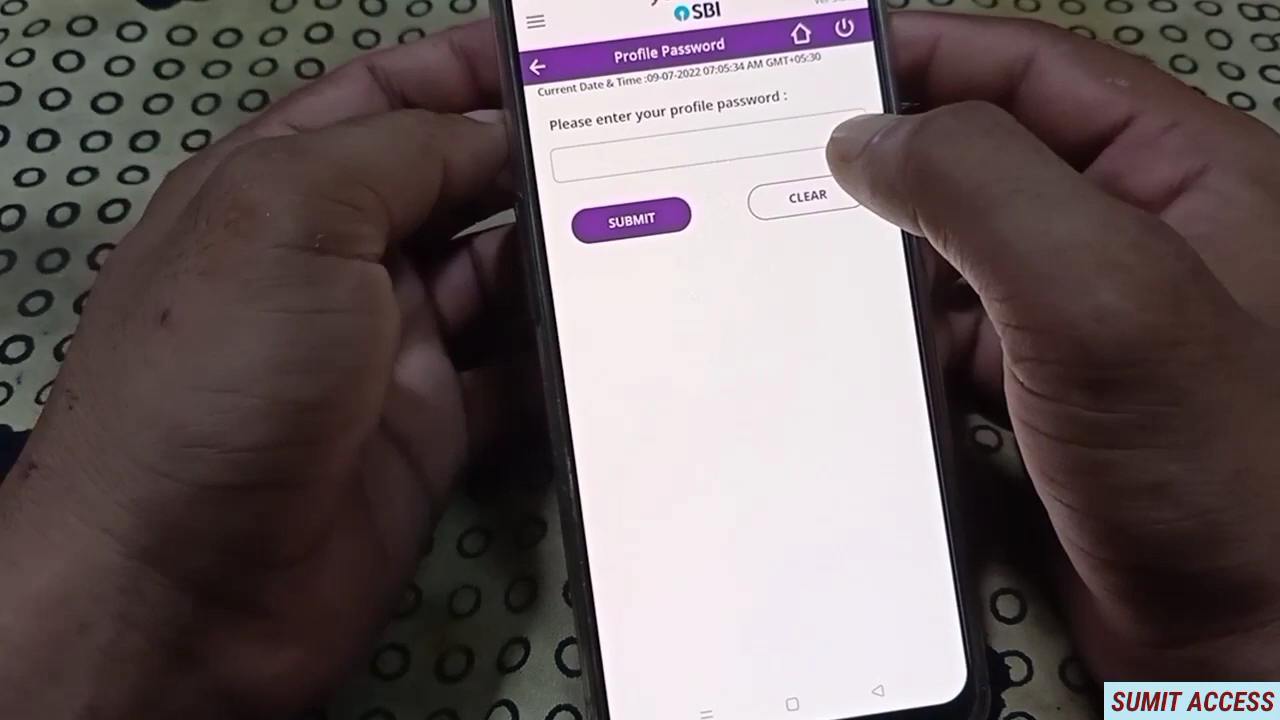 SBI
Profile Password
Current Date & Time :09-07-2022 07:05:34 AM GMT+05:30
Please enter your profile password :
SUBMIT
CLEAR
SUMIT ACCESS